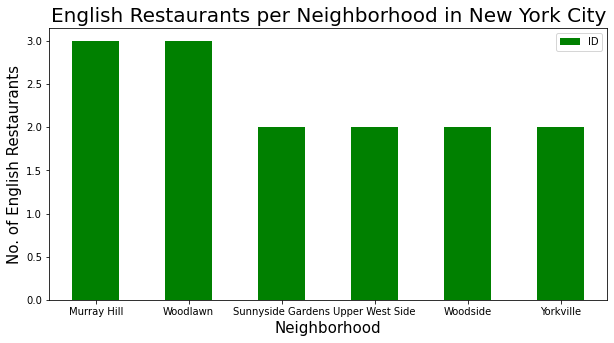 English Restaurants per Neighborhood in New York City
ID
No. of English Restaurants
3.0
2.5
2.0
1.5
1.0
0.5
0.0
Murray Hill Woodlawn Sunnyside Gardens Upper West Side Woodside Yorkville
Neighborhood